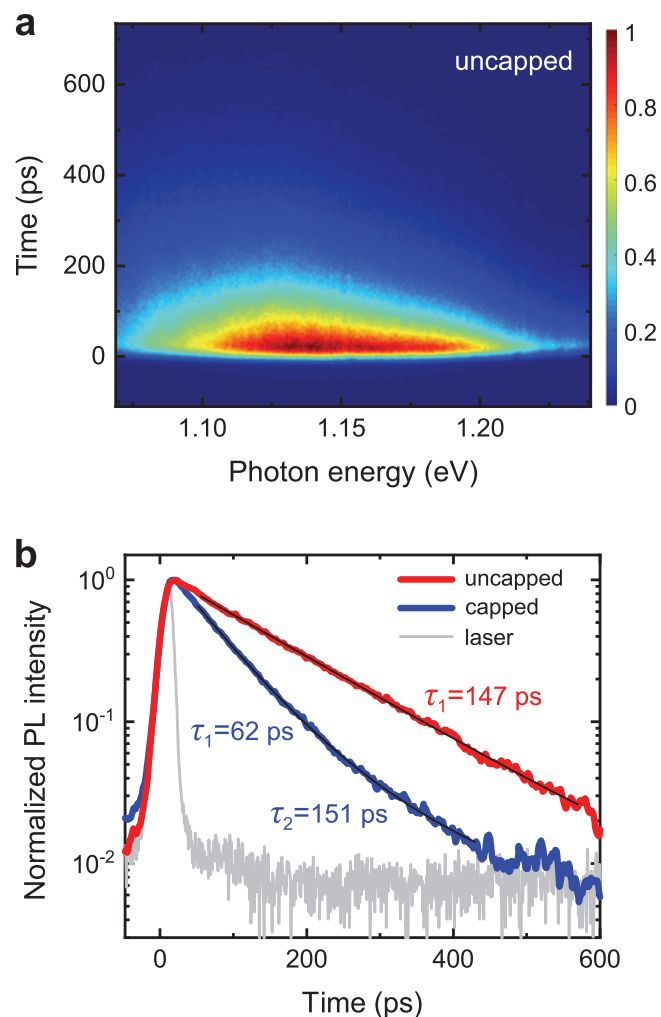 a
uncapped
Time (ps)
600
400
200
0
1.10
1.15
1.20
Photon energy (eV)
1
0.8
0.6
0.4
0.2
0
b
Normalized PL intensity
10⁰
10⁻¹
10⁻²
uncapped
capped
laser
τ₁=147 ps
τ₁=62 ps
τ₂=151 ps
0
200
400
600
Time (ps)